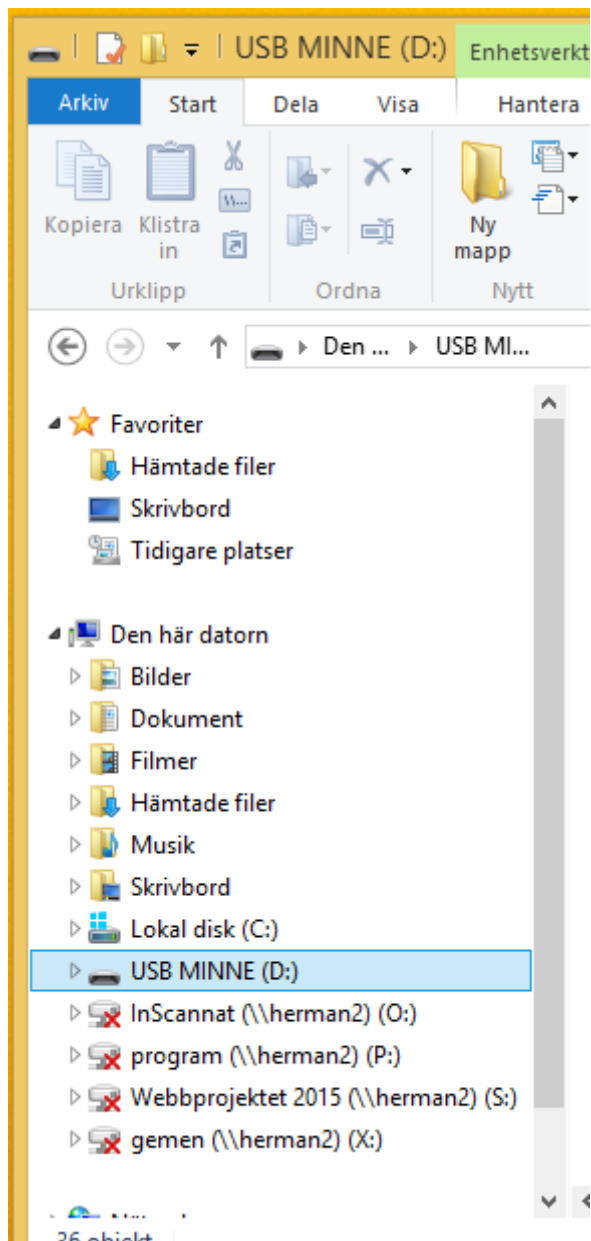 USB MINNE (D:) Enhetsverkt
Arkiv Start Dela Visa Hantera
Kopiera Klistra in Ny mapp
Urklipp Ordna Nytt
Den ... USB MI...
Favoriter
Hämtade filer
Skrivbord
Tidigare platser
Den här datorn
Bilder
Dokument
Filmer
Hämtade filer
Musik
Skrivbord
Lokal disk (C:)
USB MINNE (D:)
InScannat (\\herman2) (O:)
program (\\herman2) (P:)
Webbprojektet 2015 (\\herman2) (S:)
gemen (\\herman2) (X:)
36 objekt